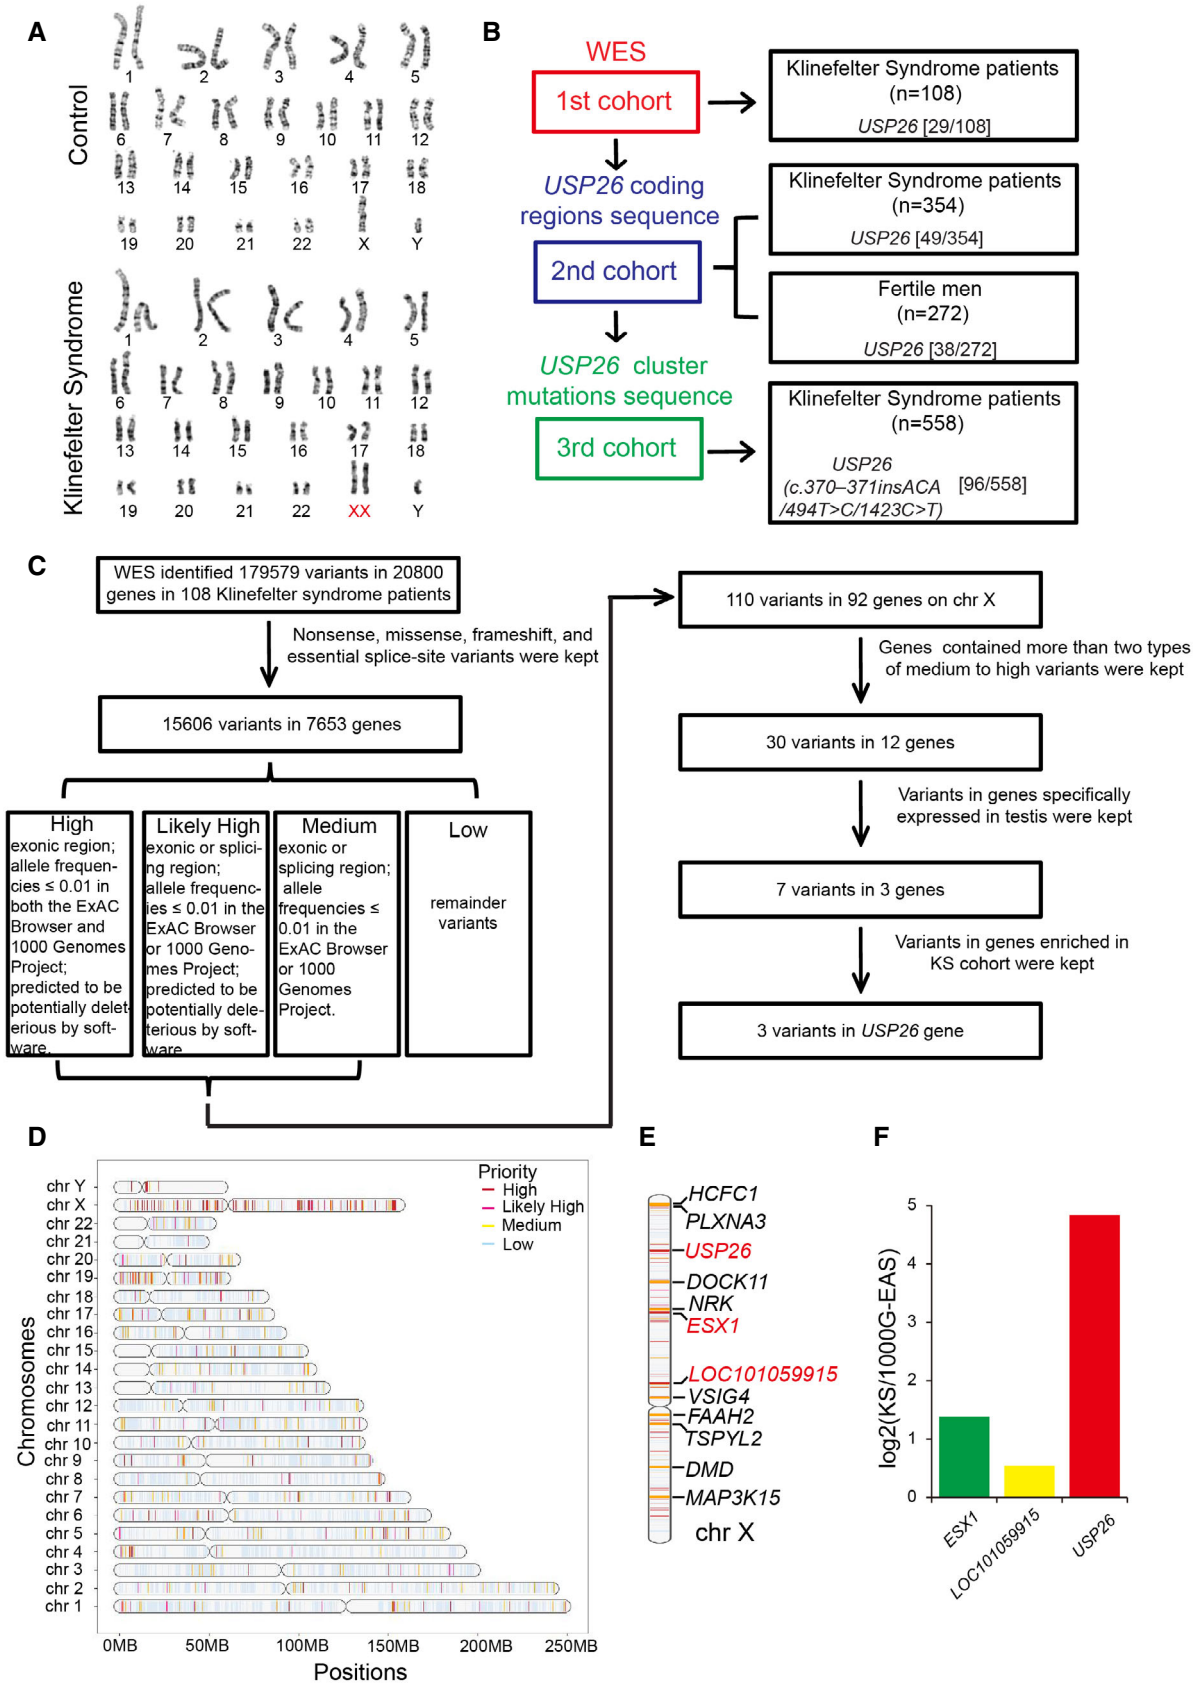 A
Control
1 2 3 4 5
6 7 8 9 10 11 12
13 14 15 16 17 18
19 20 21 22 X Y
Klinefelter Syndrome
1 2 3 4 5
6 7 8 9 10 11 12
13 14 15 16 17 18
19 20 21 22 XX Y
B
WES
1st cohort
Klinefelter Syndrome patients
(n=108)
USP26 [29/108]
USP26 coding
regions sequence
2nd cohort
Klinefelter Syndrome patients
(n=354)
USP26 [49/354]
Fertile men
(n=272)
USP26 [38/272]
USP26 cluster
mutations sequence
3rd cohort
Klinefelter Syndrome patients
(n=558)
USP26
(c.370–371insACA [96/558]
/494T>C/1423C>T)
C
WES identified 179579 variants in 20800
genes in 108 Klinefelter syndrome patients
Nonsense, missense, frameshift, and
essential splice-site variants were kept
15606 variants in 7653 genes
High
exonic region;
allele frequen-
cies ≤ 0.01 in
both the ExAC
Browser and
1000 Genomes
Project;
predicted to be
potentially delet-
erious by soft-
ware.
Likely High
exonic or splici-
ng region;
allele frequenc-
ies ≤ 0.01 in the
ExAC Browser
or 1000 Geno-
mes Project;
predicted to be
potentially dele-
terious by soft-
ware
Medium
exonic or
splicing region;
allele
frequencies ≤
0.01 in the
ExAC Browser
or 1000
Genomes
Project.
Low
remainder
variants
110 variants in 92 genes on chr X
Genes contained more than two types
of medium to high variants were kept
30 variants in 12 genes
Variants in genes specifically
expressed in testis were kept
7 variants in 3 genes
Variants in genes enriched in
KS cohort were kept
3 variants in USP26 gene
D
Chromosomes
chr Y
chr X
chr 22
chr 21
chr 20
chr 19
chr 18
chr 17
chr 16
chr 15
chr 14
chr 13
chr 12
chr 11
chr 10
chr 9
chr 8
chr 7
chr 6
chr 5
chr 4
chr 3
chr 2
chr 1
Priority
High
Likely High
Medium
Low
0MB 50MB 100MB 150MB 200MB 250MB
Positions
E
HCFC1
PLXNA3
USP26
DOCK11
NRK
ESX1
LOC101059915
VSIG4
FAAH2
TSPYL2
DMD
MAP3K15
chr X
F
log2(KS/1000G-EAS)
5
4
3
2
1
0
ESX1
LOC101059915
USP26